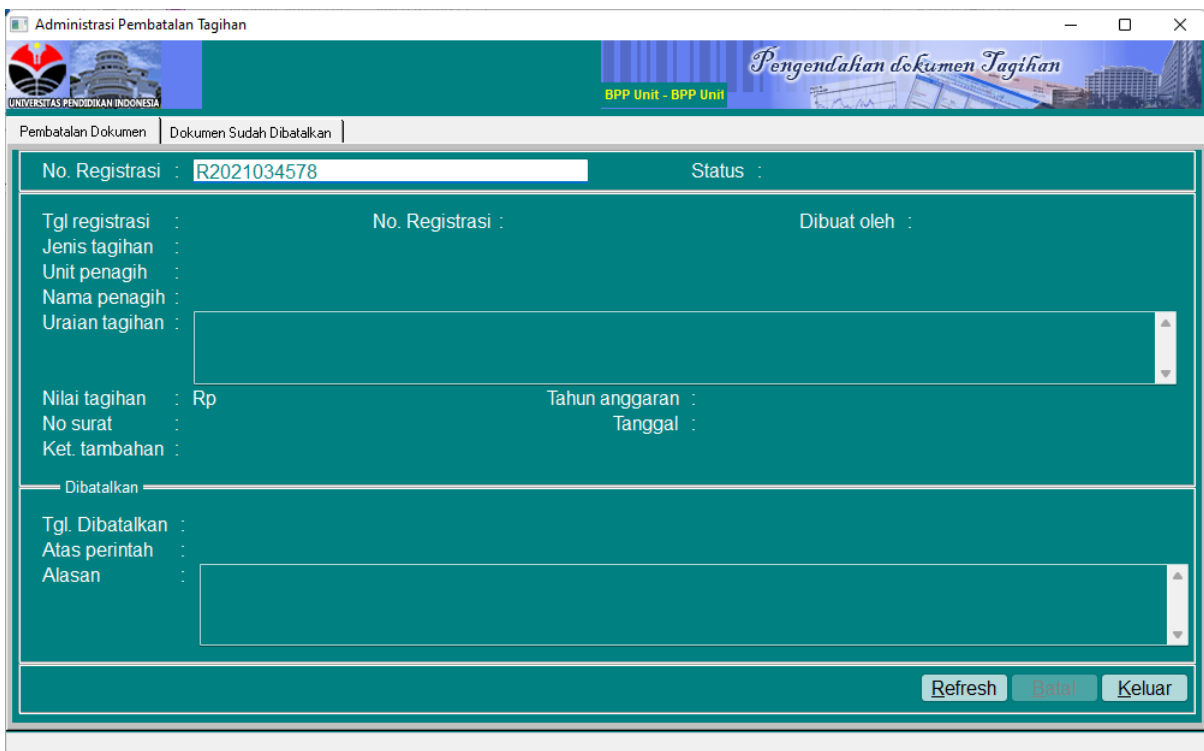 Administrasi Pembatalan Tagihan
UNIVERSITAS PENDIDIKAN INDONESIA
BPP Unit - BPP Unit
Pengendalian dokumen Tagihan
Pembatalan Dokumen Dokumen Sudah Dibatalkan
No. Registrasi : R2021034578 Status :
Tgl registrasi : No. Registrasi : Dibuat oleh :
Jenis tagihan :
Unit penagih :
Nama penagih :
Uraian tagihan :
Nilai tagihan : Rp Tahun anggaran :
No surat : Tanggal :
Ket. tambahan :
Dibatalkan
Tgl. Dibatalkan :
Atas perintah :
Alasan :
Refresh Batal Keluar